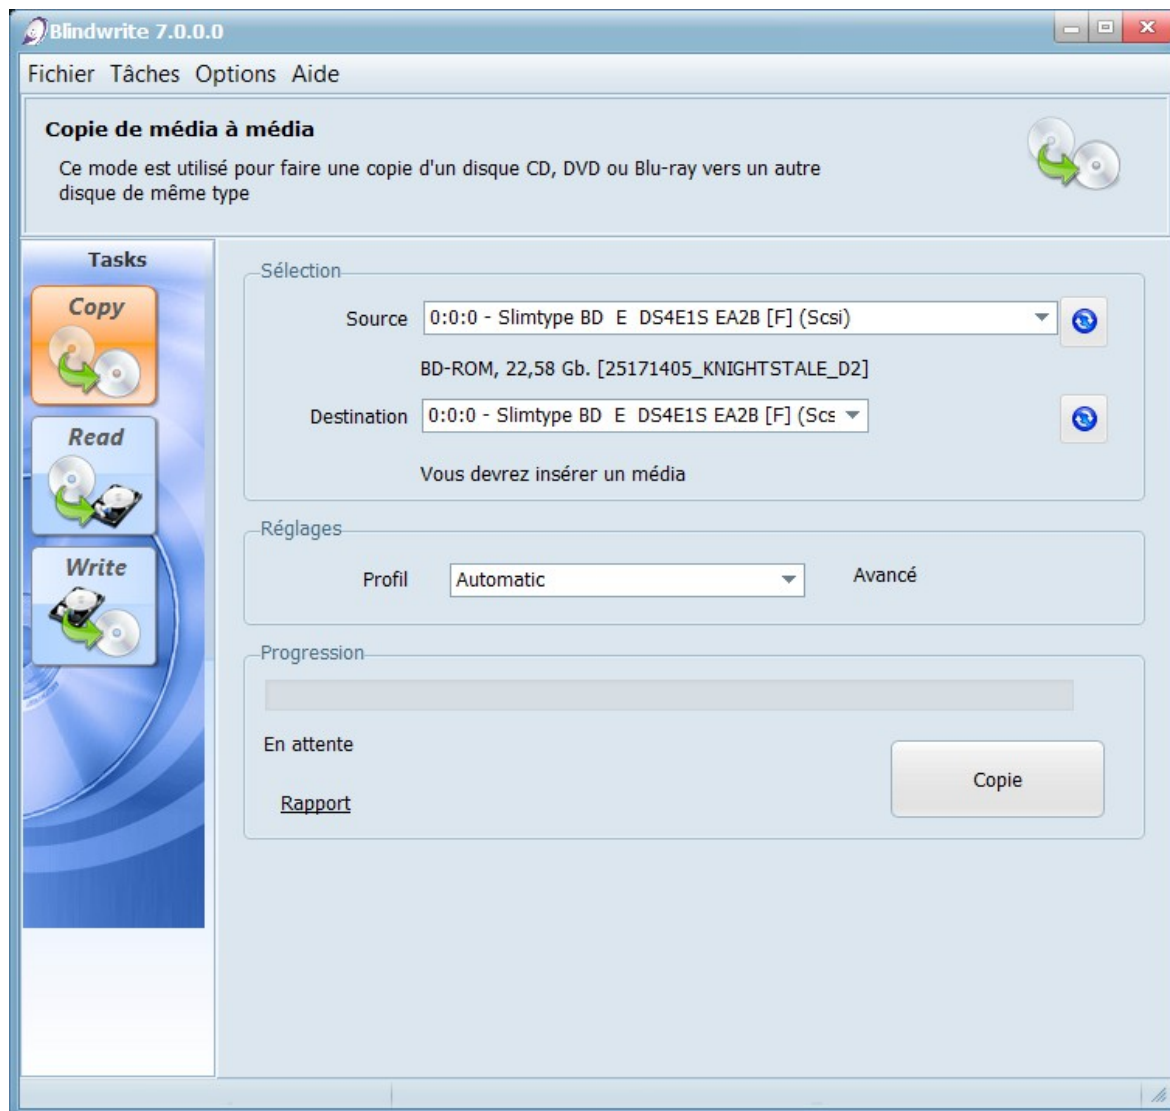 Blindwrite 7.0.0.0
Fichier Tâches Options Aide
Copie de média à média
Ce mode est utilisé pour faire une copie d'un disque CD, DVD ou Blu-ray vers un autre
disque de même type
Tasks
Copy
Read
Write
Sélection
Source 0:0:0 - Slimtype BD E DS4E1S EA2B [F] (Scsi)
BD-ROM, 22,58 Gb. [25171405_KNIGHTSTALE_D2]
Destination 0:0:0 - Slimtype BD E DS4E1S EA2B [F] (Scs
Vous devrez insérer un média
Réglages
Profil Automatic Avancé
Progression
En attente
Copie
Rapport